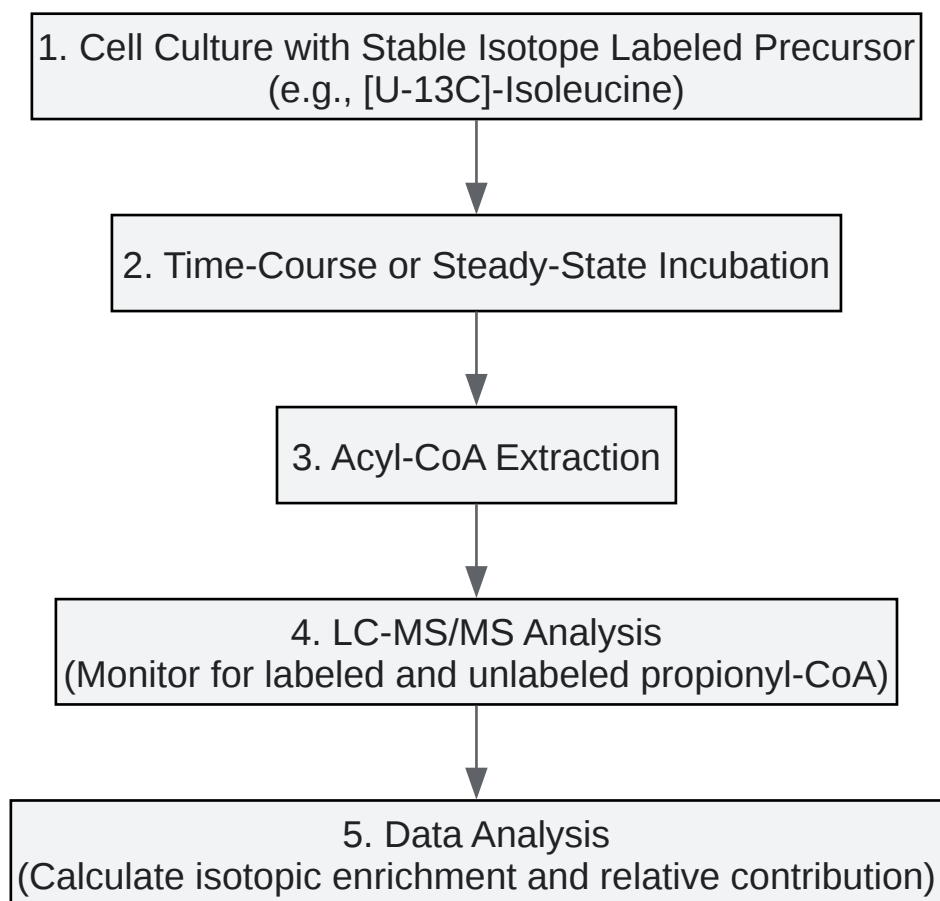 1. Cell Culture with Stable Isotope Labeled Precursor
(e.g., [U-13C]-Isoleucine)
2. Time-Course or Steady-State Incubation
3. Acyl-CoA Extraction
4. LC-MS/MS Analysis
(Monitor for labeled and unlabeled propionyl-CoA)
5. Data Analysis
(Calculate isotopic enrichment and relative contribution)